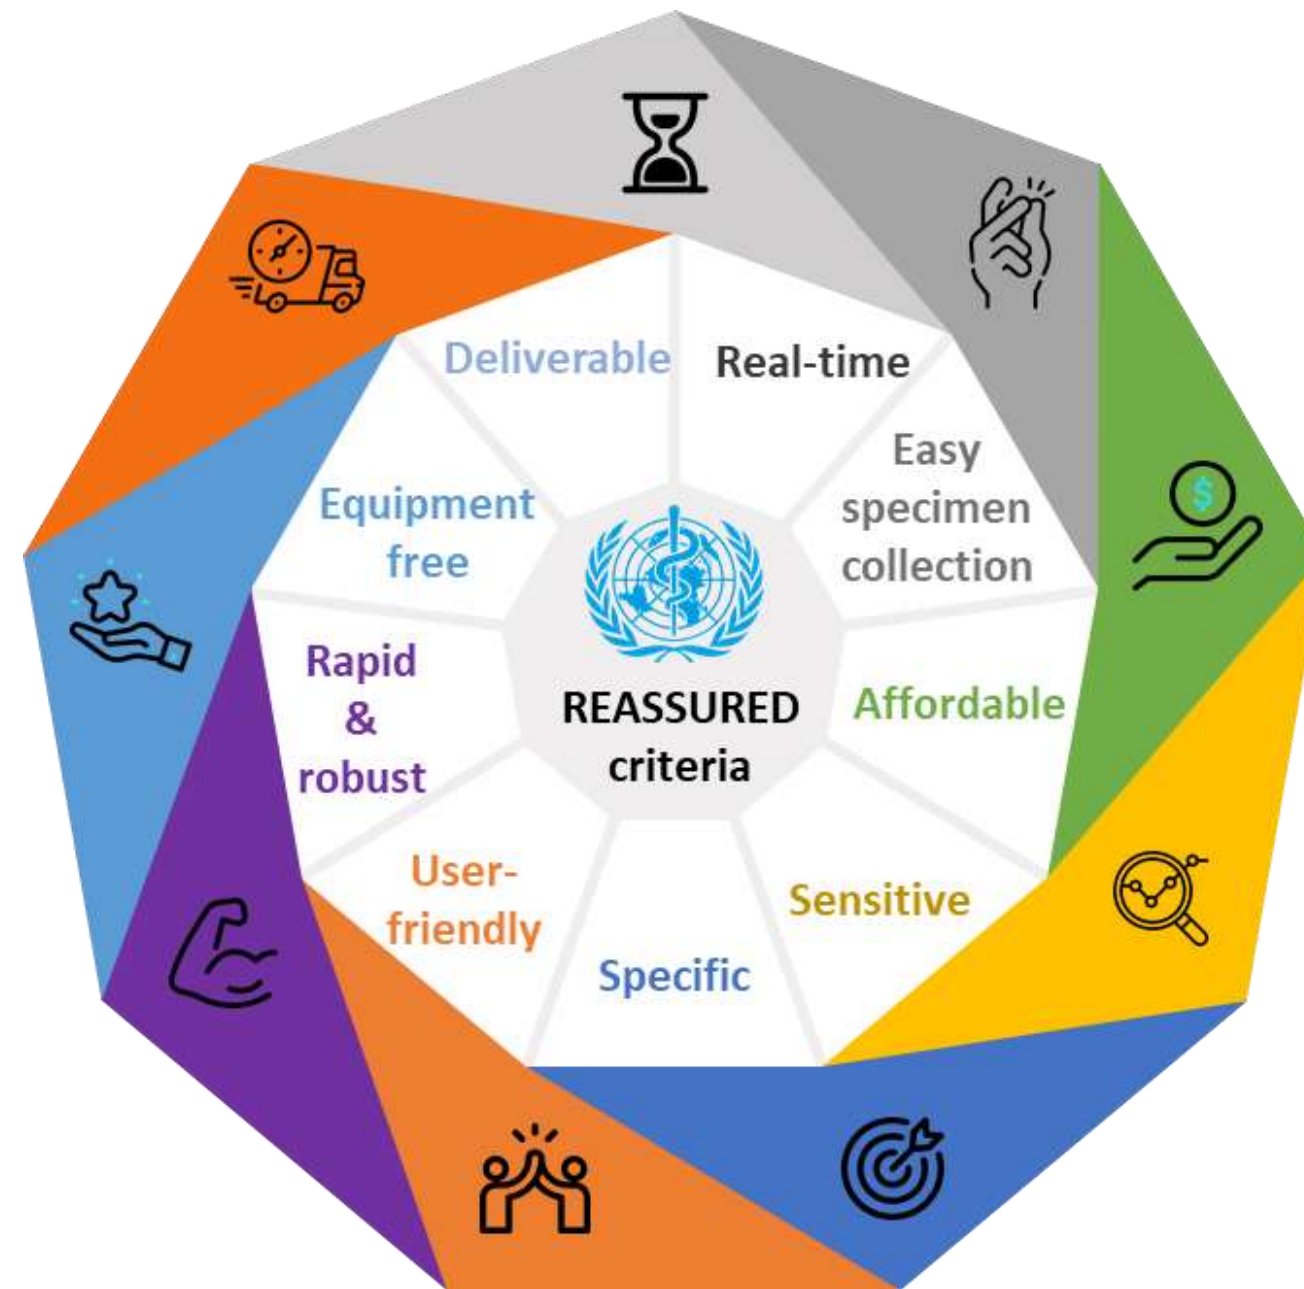 Deliverable
Real-time
Easy
specimen
collection
Equipment
free
Rapid
&
robust
REASSURED
criteria
Affordable
User-
friendly
Sensitive
Specific
$